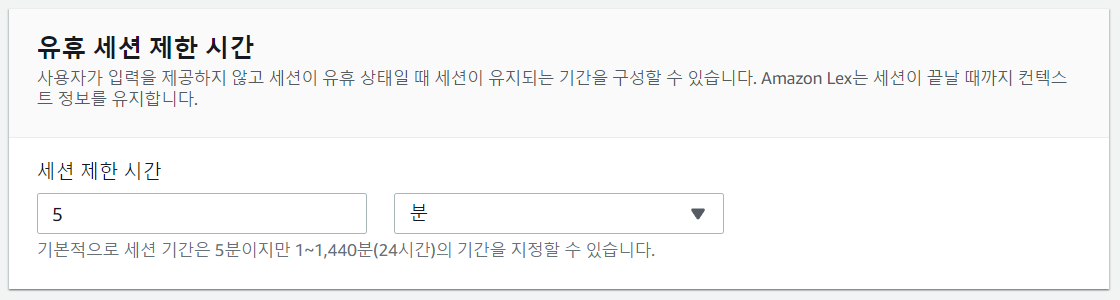 유휴 세션 제한 시간
사용자가 입력을 제공하지 않고 세션이 유휴 상태일 때 세션이 유지되는 기간을 구성할 수 있습니다. Amazon Lex는 세션이 끝날 때까지 컨텍스
트 정보를 유지합니다.
세션 제한 시간
5 분
기본적으로 세션 기간은 5분이지만 1~1,440분(24시간)의 기간을 지정할 수 있습니다.